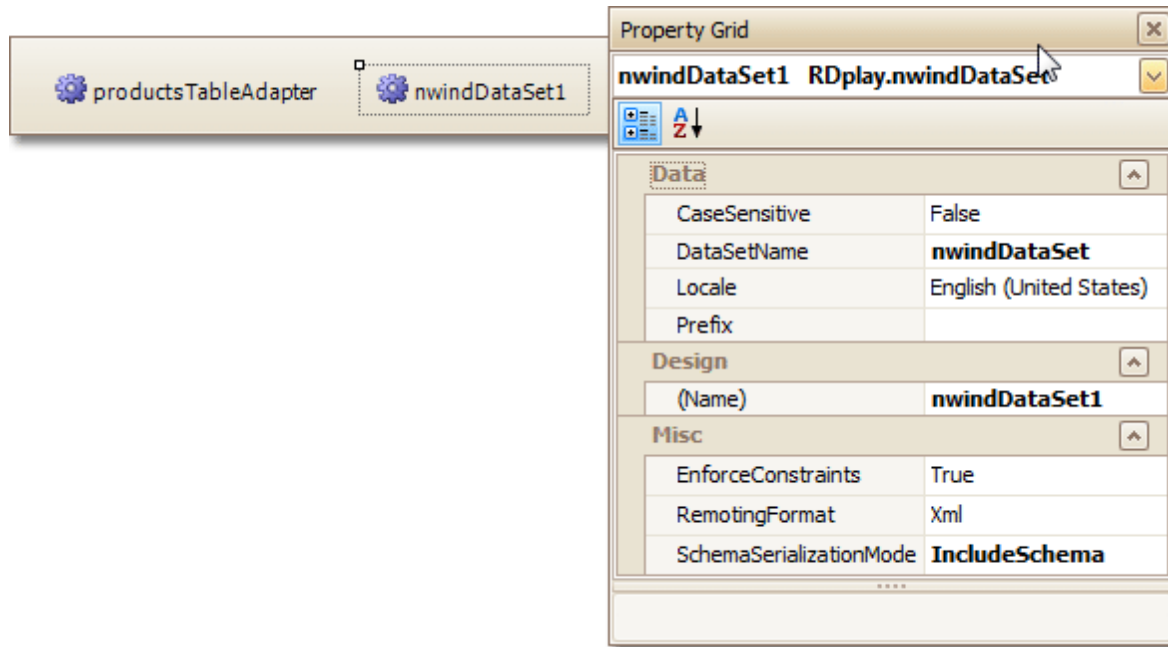 Property Grid
productsTableAdapter nwindDataSet1
nwindDataSet1 RDplay.nwindDataSet
A
Z
Data
CaseSensitive False
DataSetName nwindDataSet
Locale English (United States)
Prefix
Design
(Name) nwindDataSet1
Misc
EnforceConstraints True
RemotingFormat Xml
SchemaSerializationMode IncludeSchema